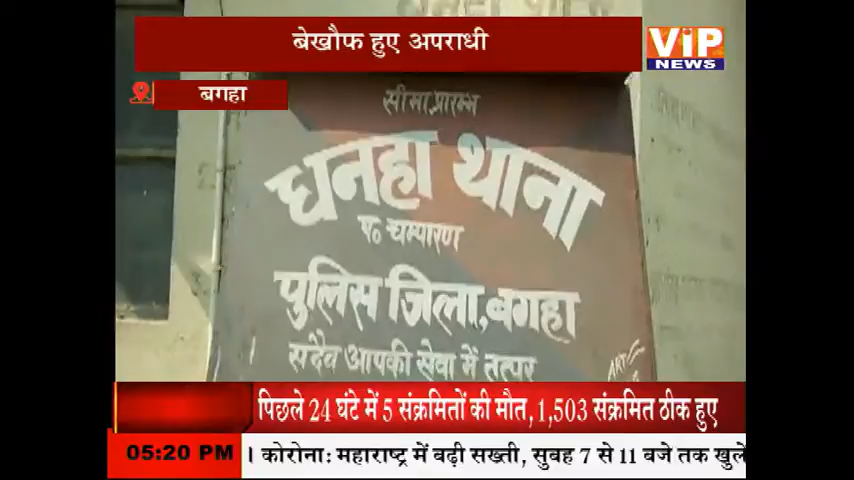 बेखौफ हुए अपराधी
VIP
NEWS
बगहा
सीमा प्रारम्भ
धनहा थाना
प० चम्पारण
पुलिस जिला, बगहा
सदैव आपकी सेवा में तत्पर
ART
पिछले 24 घंटे में 5 संक्रमितों की मौत, 1,503 संक्रमित ठीक हुए
05:20 PM
। कोरोना: महाराष्ट्र में बढ़ी सख्ती, सुबह 7 से 11 बजे तक खुले